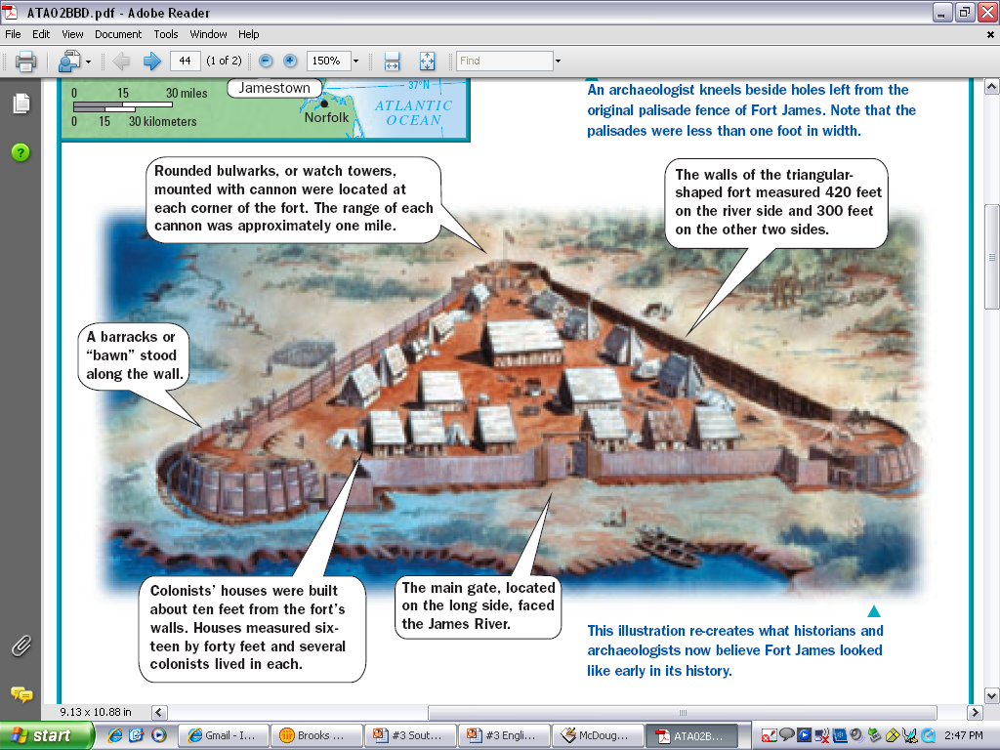 ATA02BBD.pdf - Adobe Reader
File Edit View Document Tools Window Help
44 (1 of 2) 150% Find
0 15 30 miles
0 15 30 kilometers
Jamestown
Norfolk
37°N
ATLANTIC
OCEAN
An archaeologist kneels beside holes left from the
original palisade fence of Fort James. Note that the
palisades were less than one foot in width.
Rounded bulwarks, or watch towers,
mounted with cannon were located at
each corner of the fort. The range of each
cannon was approximately one mile.
The walls of the triangular-
shaped fort measured 420 feet
on the river side and 300 feet
on the other two sides.
A barracks or
“bawn” stood
along the wall.
Colonists’ houses were built
about ten feet from the fort’s
walls. Houses measured six-
teen by forty feet and several
colonists lived in each.
The main gate, located
on the long side, faced
the James River.
This illustration re-creates what historians and
archaeologists now believe Fort James looked
like early in its history.
9.13 x 10.88 in
start Gmail - I... Brooks ... #3 Sout... #3 Engli... McDoug... ATA02B... 2:47 PM